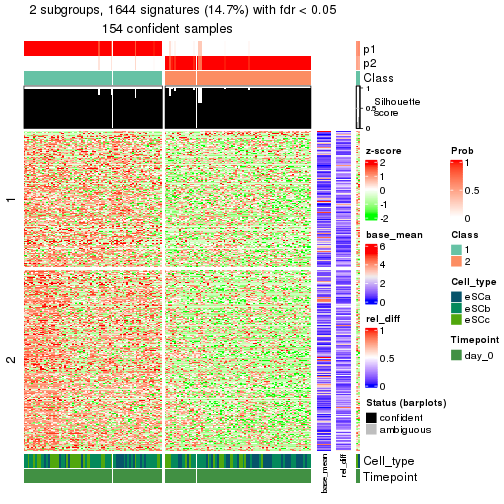 2 subgroups, 1644 signatures (14.7%) with fdr < 0.05
154 confident samples
p1
p2
Class
1
0.5
0
Silhouette
score
1
2
z-score
2
1
0
-1
-2
Prob
1
0.5
0
base_mean
6
4
2
0
Class
1
2
Cell_type
eSCa
eSCb
eSCc
rel_diff
1
0.5
0
Timepoint
day_0
Status (barplots)
confident
ambiguous
Cell_type
Timepoint
base_mean
rel_diff